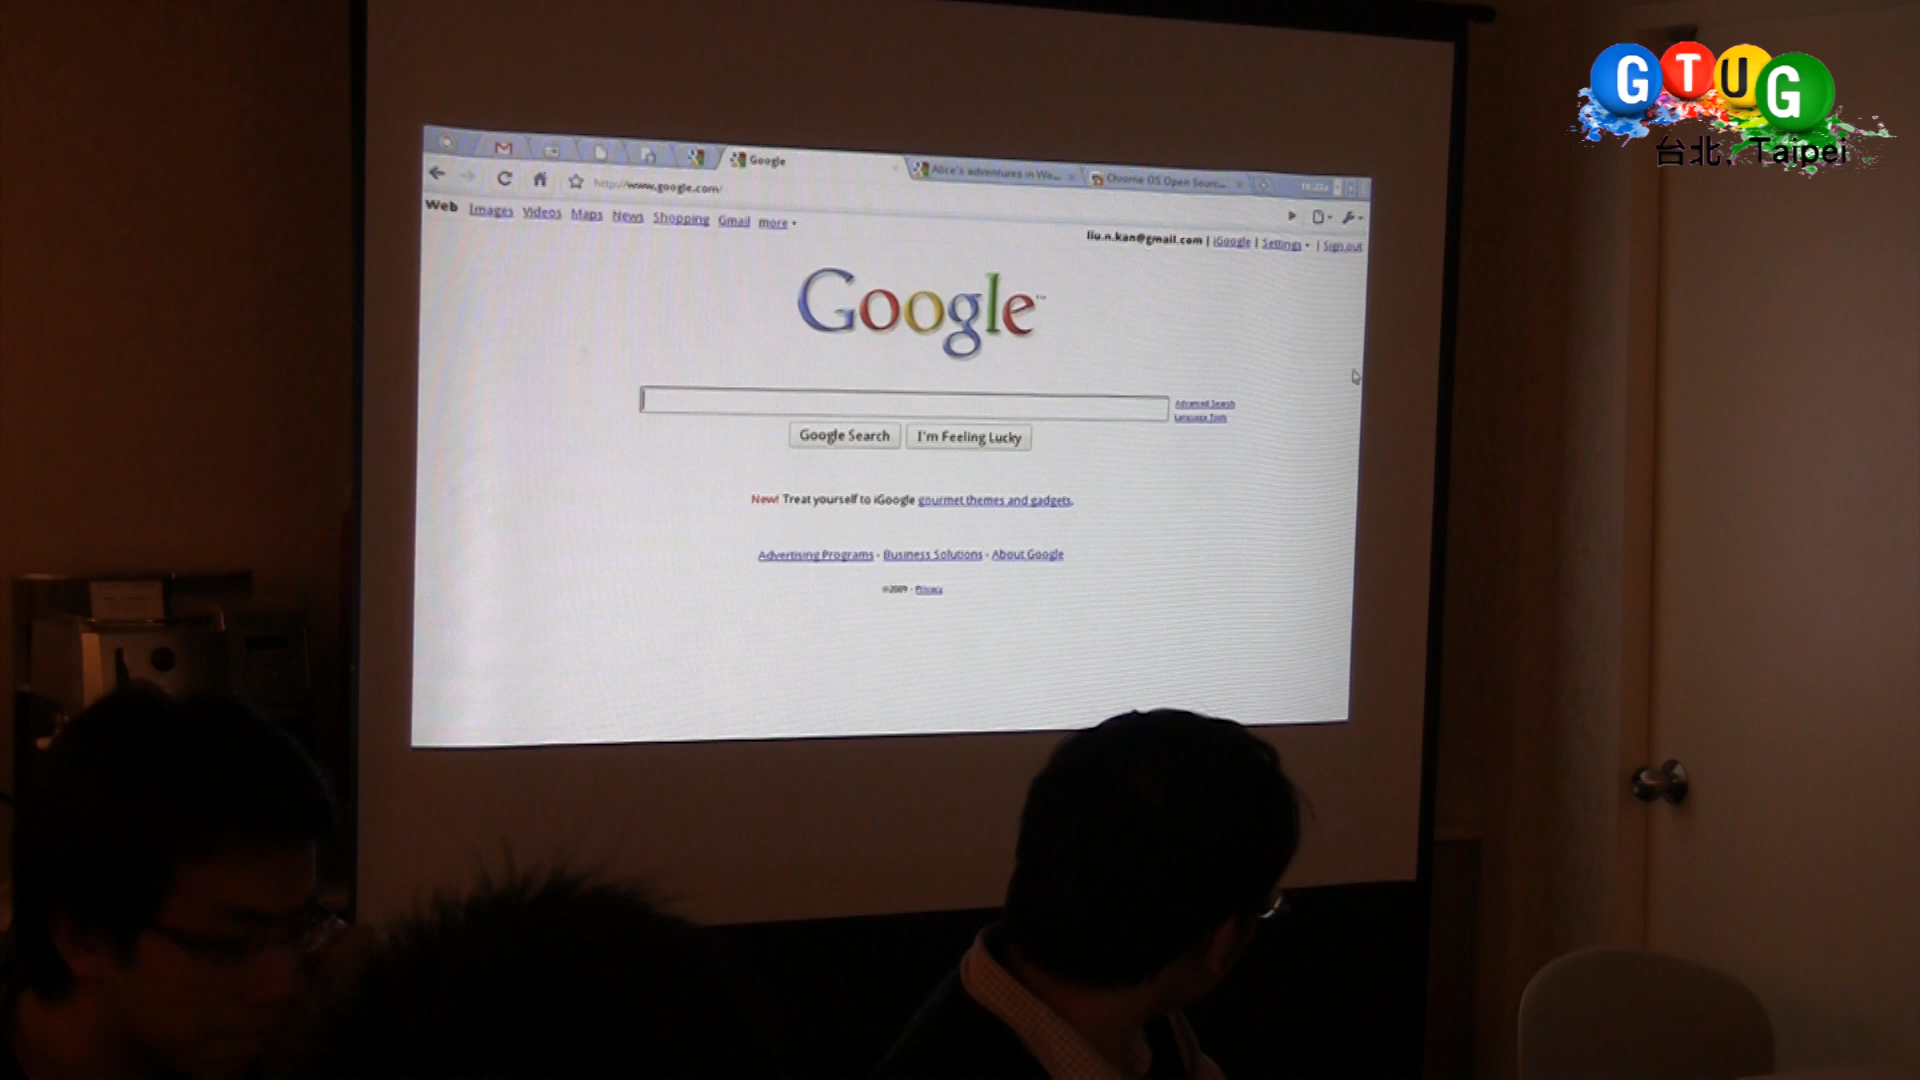 GTUG
台北, Taipei
Google
Alice's adventures in Wo...
Chrome OS Open Sourc...
http://www.google.com/
Web Images Videos Maps News Shopping Gmail more
liu.n.kan@gmail.com | iGoogle | Settings | Sign out
Google™
Advanced Search
Language Tools
Google Search I'm Feeling Lucky
New! Treat yourself to iGoogle gourmet themes and gadgets.
Advertising Programs - Business Solutions - About Google
©2009 - Privacy